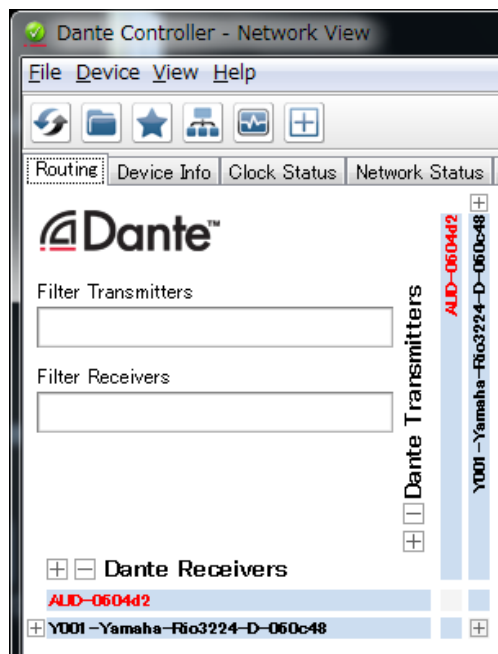 Dante Controller - Network View
File Device View Help
Routing Device Info Clock Status Network Status
Dante™
Filter Transmitters
Filter Receivers
Dante Transmitters
AUD-0604d2
Y001-Yamaha-Rio3224-D-060c48
Dante Receivers
AUD-0604d2
Y001-Yamaha-Rio3224-D-060c48